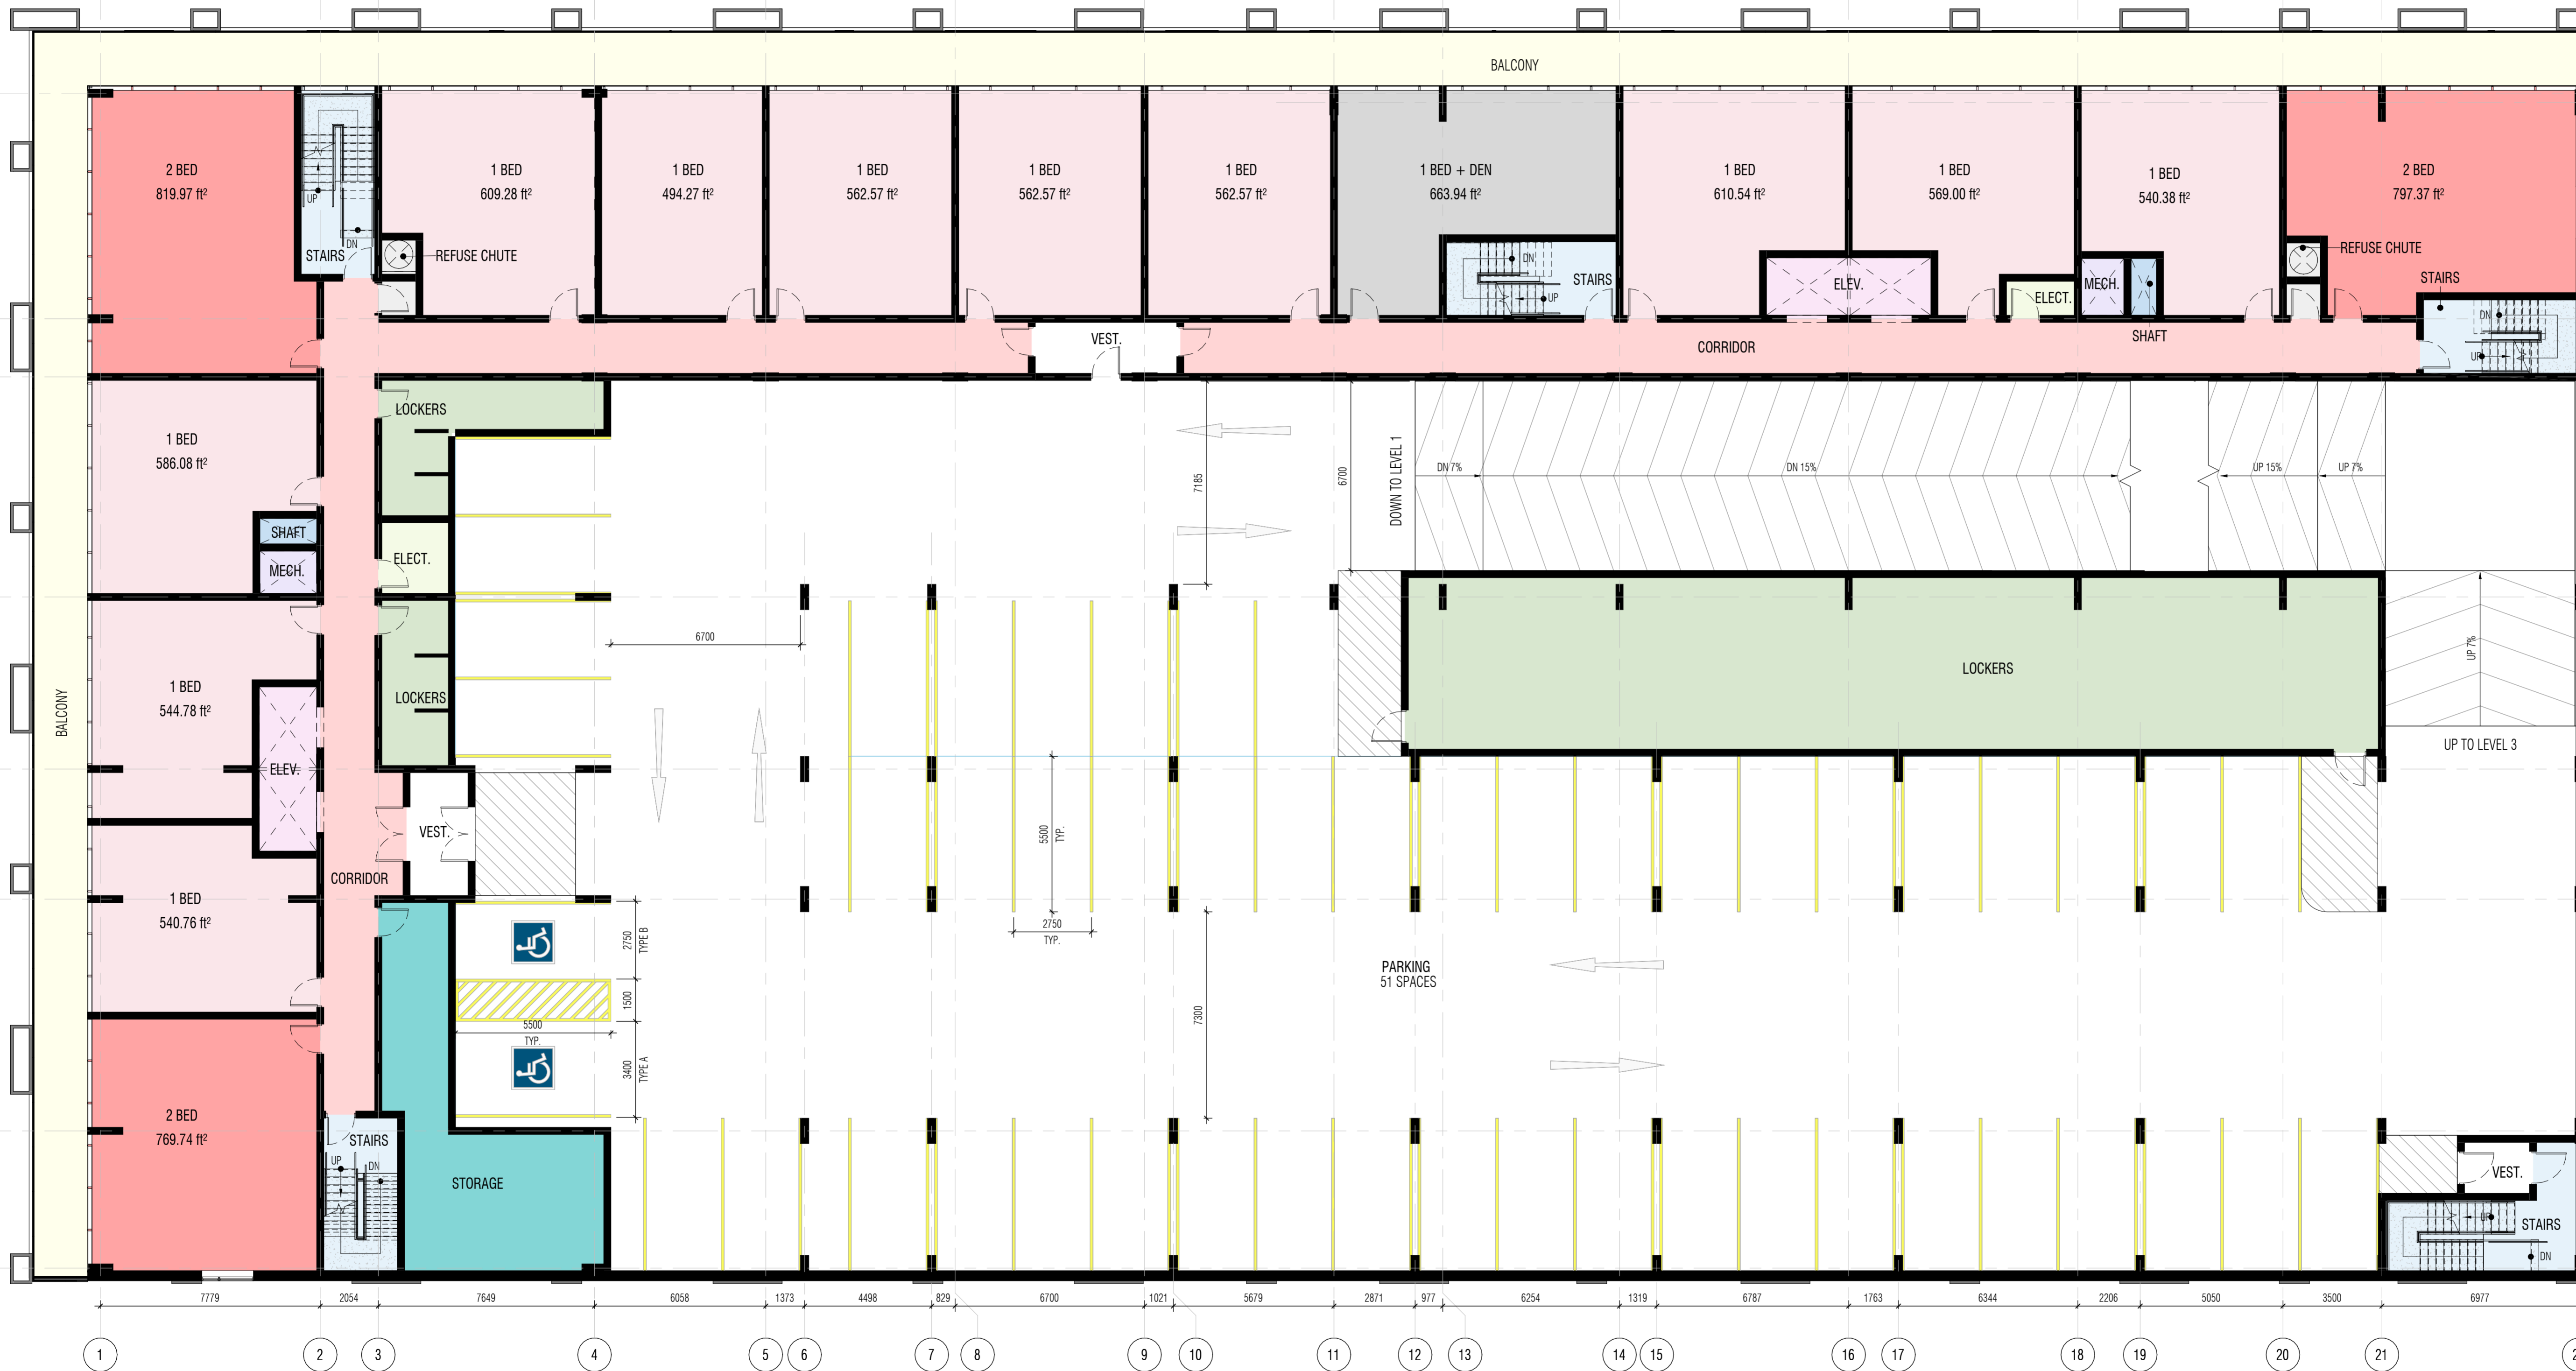 BALCONY
2 BED
819.97 ft²
1 BED
609.28 ft²
1 BED
494.27 ft²
1 BED
562.57 ft²
1 BED
562.57 ft²
1 BED
562.57 ft²
1 BED + DEN
663.94 ft²
1 BED
610.54 ft²
1 BED
569.00 ft²
1 BED
540.38 ft²
2 BED
797.37 ft²
UP
DN
STAIRS
REFUSE CHUTE
DN
UP
STAIRS
ELEV.
ELECT.
MECH.
SHAFT
REFUSE CHUTE
STAIRS
DN
UP
VEST.
CORRIDOR
LOCKERS
1 BED
586.08 ft²
SHAFT
MECH.
ELECT.
7185
6700
DOWN TO LEVEL 1
DN 7%
DN 15%
UP 15%
UP 7%
6700
LOCKERS
UP 7%
UP TO LEVEL 3
BALCONY
1 BED
544.78 ft²
LOCKERS
ELEV.
VEST.
5500
TYP.
CORRIDOR
1 BED
540.76 ft²
2750
TYPE B
2750
TYP.
1500
PARKING
51 SPACES
5500
TYP.
7300
3400
TYPE A
2 BED
769.74 ft²
STAIRS
UP
DN
STORAGE
VEST.
UP
STAIRS
DN
7779
2054
7649
6058
1373
4498
829
6700
1021
5679
2871
977
6254
1319
6787
1763
6344
2206
5050
3500
6977
1
2
3
4
5
6
7
8
9
10
11
12
13
14
15
16
17
18
19
20
21